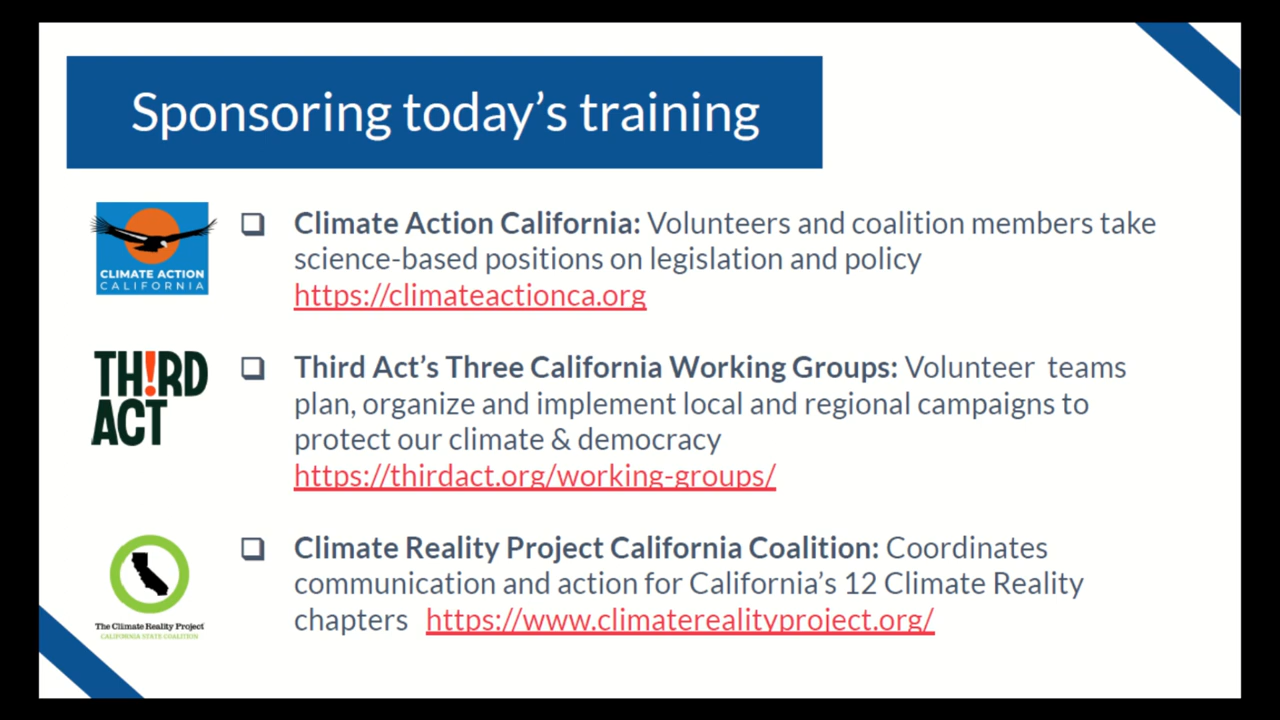 Sponsoring today's training
CLIMATE ACTION
CALIFORNIA
Climate Action California: Volunteers and coalition members take
science-based positions on legislation and policy
https://climateactionca.org
TH!RD
ACT
Third Act's Three California Working Groups: Volunteer teams
plan, organize and implement local and regional campaigns to
protect our climate & democracy
https://thirdact.org/working-groups/
The Climate Reality Project
CALIFORNIA STATE COALITION
Climate Reality Project California Coalition: Coordinates
communication and action for California's 12 Climate Reality
chapters https://www.climaterealityproject.org/